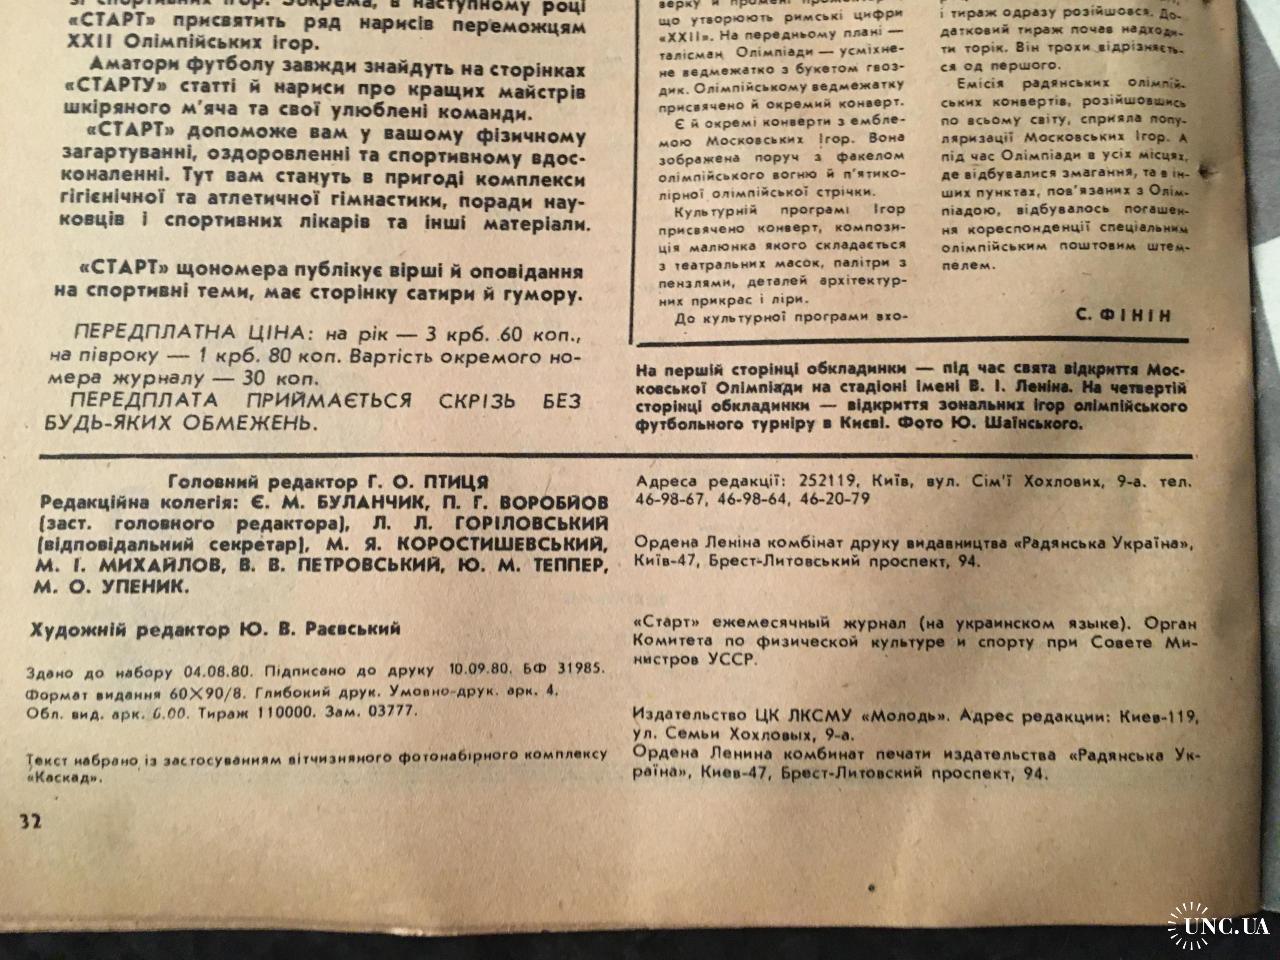 зі спортивних ігор. Зокрема, в наступному році
«СТАРТ» присвятить ряд нарисів переможцям
XXII Олімпійських ігор.
Аматори футболу завжди знайдуть на сторінках
«СТАРТУ» статті й нариси про кращих майстрів
шкіряного м'яча та свої улюблені команди.
«СТАРТ» допоможе вам у вашому фізичному
загартуванні, оздоровленні та спортивному вдос-
коналенні. Тут вам стануть в пригоді комплекси
гігієнічної та атлетичної гімнастики, поради нау-
ковців і спортивних лікарів та інші матеріали.
«СТАРТ» щономера публікує вірші й оповідання
на спортивні теми, має сторінку сатири й гумору.
ПЕРЕДПЛАТНА ЦІНА: на рік — 3 крб. 60 коп.,
на півроку — 1 крб. 80 коп. Вартість окремого но-
мера журналу — 30 коп.
ПЕРЕДПЛАТА ПРИЙМАЄТЬСЯ СКРІЗЬ БЕЗ
БУДЬ-ЯКИХ ОБМЕЖЕНЬ.
що утворюють римські цифри
«XXII». На передньому плані —
талісман Олімпіади — усміхне-
не ведмежатко з букетом гвоз-
дик. Олімпійському ведмежатку
присвячено й окремий конверт.
Є й окремі конверти зембле-
мою Московських Ігор. Вона
зображена поруч з факелом
олімпійського вогню й п'ятико-
лірної олімпійської стрічки.
Культурній програмі Ігор
присвячено конверт, компози-
ція малюнка якого складається
з театральних масок, палітри з
пензлями, деталей архітектур-
них прикрас і ліри.
До культурної програми вхо-
і тираж одразу розійшовся. До-
датковий тираж почав надходи-
ти торік. Він трохи відрізняєть-
ся од першого.
Емісія радянських олімпій-
ських конвертів, розійшовшись
по всьому світу, сприяла попу-
ляризації Московських Ігор. А
під час Олімпіади в усіх місцях,
де відбувалися змагання, та в ін-
ших пунктах, пов'язаних з Олім-
піадою, відбувалось погашен-
ня кореспонденції спеціальним
олімпійським поштовим штем-
пелем.
С. ФІНІН
На першій сторінці обкладинки — під час свята відкриття Мос-
ковської Олімпіади на стадіоні імені В. І. Леніна. На четвертій
сторінці обкладинки — відкриття зональних ігор олімпійського
футбольного турніру в Києві. Фото Ю. Шаїнського.
Головний редактор Г. О. ПТИЦЯ
Редакційна колегія: Є. М. БУЛАНЧИК, П. Г. ВОРОБЙОВ
(заст. головного редактора), Л. Л. ГОРІЛОВСЬКИЙ
(відповідальний секретар), М. Я. КОРОСТИШЕВСЬКИЙ,
М. І. МИХАЙЛОВ, В. В. ПЕТРОВСЬКИЙ, Ю. М. ТЕППЕР,
М. О. УПЕНИК.
Художній редактор Ю. В. Раєвський
Здано до набору 04.08.80. Підписано до друку 10.09.80. БФ 31985.
Формат видання 60X90/8. Глибокий друк. Умовно-друк. арк. 4.
Обл. вид. арк. 6.00. Тираж 110000. Зам. 03777.
Текст набрано із застосуванням вітчизняного фотонабірного комплексу
«Каскад».
32
Адреса редакції: 252119, Київ, вул. Сім'ї Хохлових, 9-а. тел.
46-98-67, 46-98-64, 46-20-79
Ордена Леніна комбінат друку видавництва «Радянська Україна»,
Київ-47, Брест-Литовський проспект, 94.
«Старт» ежемесячный журнал (на украинском языке). Орган
Комитета по физической культуре и спорту при Совете Ми-
нистров УССР.
Издательство ЦК ЛКСМУ «Молодь». Адрес редакции: Киев-119,
ул. Семьи Хохловых, 9-а.
Ордена Ленина комбинат печати издательства «Радянська Ук-
раїна», Киев-47, Брест-Литовский проспект, 94.
UNC.UA